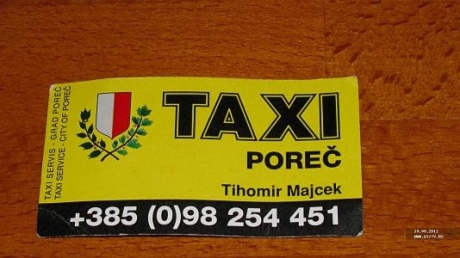 TAXI SERVIS - GRAD POREČ
TAXI SERVICE - CITY OF POREČ
TAXI
POREČ
Tihomir Majcek
+385 (0)98 254 451